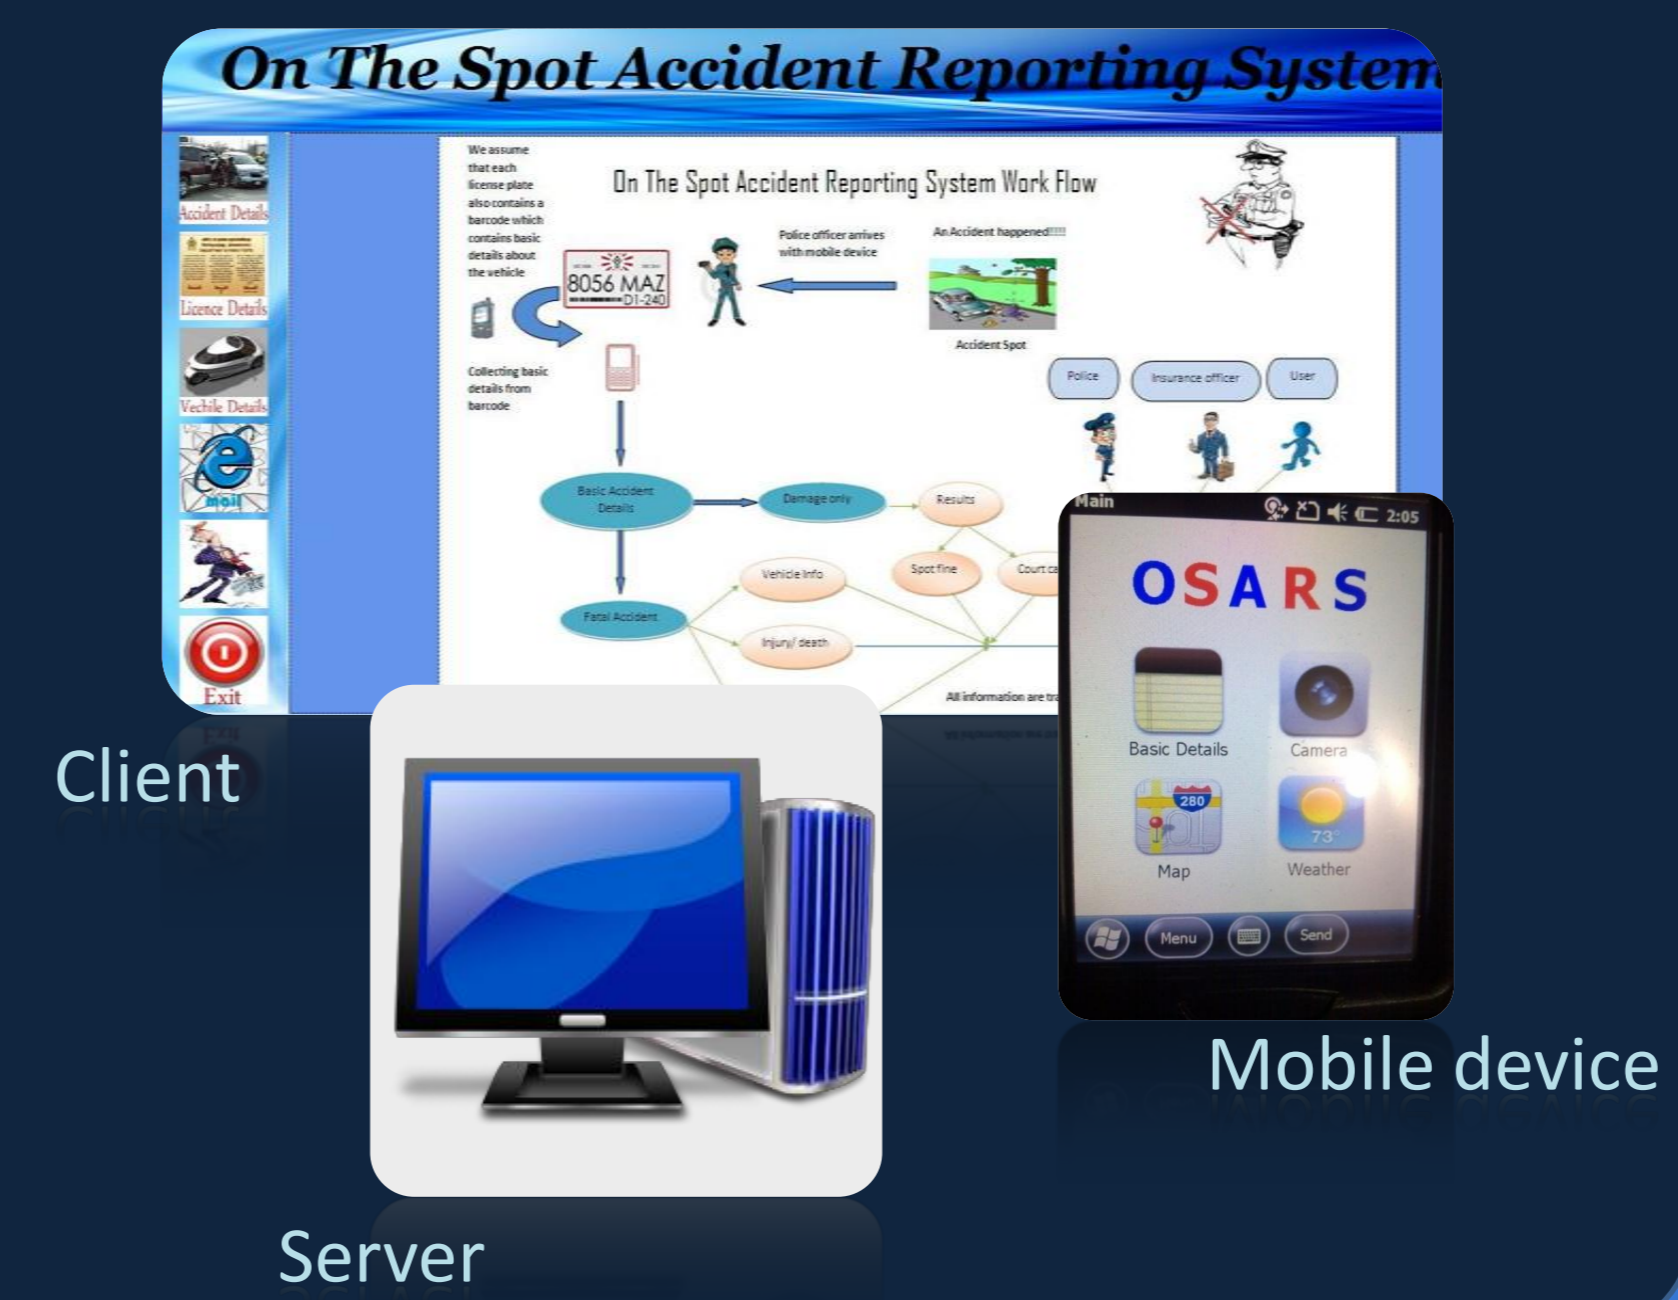 On The Spot Accident Reporting System
Accident Details
Licence Details
Vechile Details
mail
Exit
We assume
that each
license plate
also contains a
barcode which
contains basic
details about
the vehicle
On The Spot Accident Reporting System Work Flow
8056 MAZ
D1-240
Police officer arrives
with mobile device
An Accident happened!!!!!
Accident Spot
Collecting basic
details from
barcode
Police
Insurance officer
User
Basic Accident
Details
Damage only
Results
Vehicle Info
Spot fine
Court ca
Fatal Accident
Injury/ death
All information are tra
Main
2:05
OSARS
Basic Details
Camera
280
73°
Map
Weather
Menu
Send
Client
Mobile device
Server